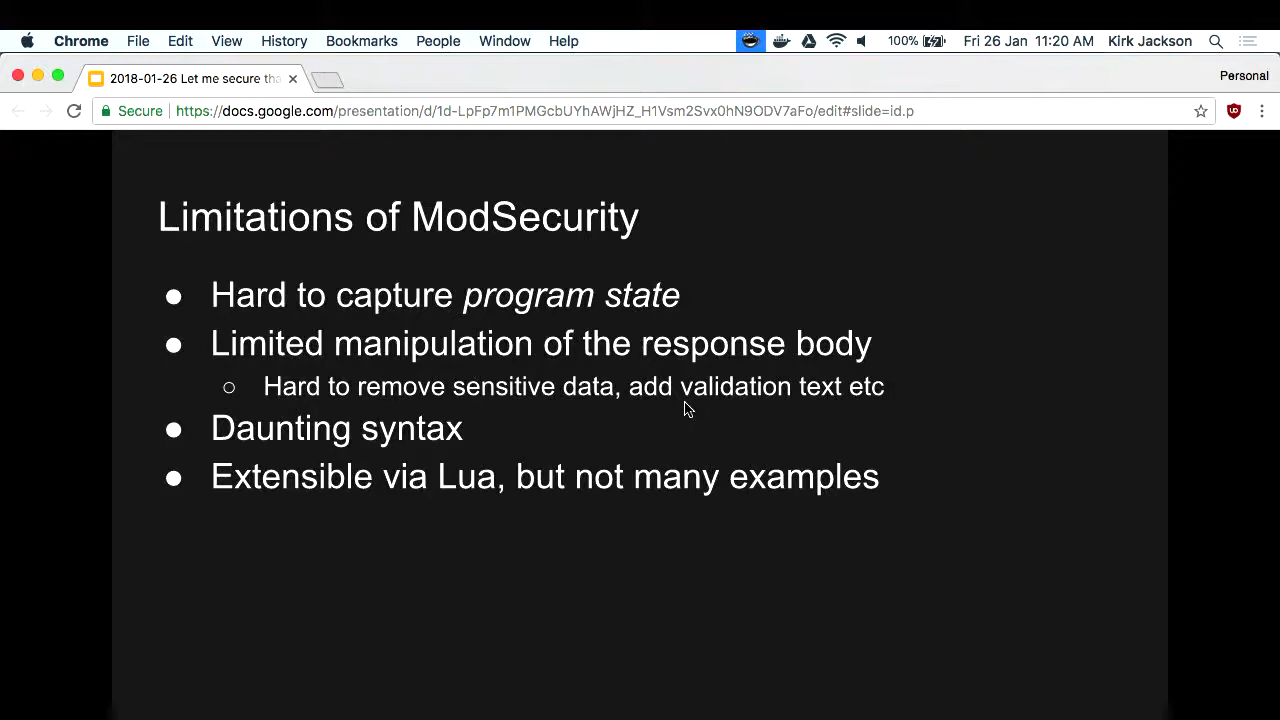 Chrome File Edit View History Bookmarks People Window Help 100% Fri 26 Jan 11:20 AM Kirk Jackson
2018-01-26 Let me secure tha
Personal
Secure https://docs.google.com/presentation/d/1d-LpFp7m1PMGcbUYhAWjHZ_H1Vsm2Svx0hN9ODV7aFo/edit#slide=id.p
Limitations of ModSecurity
● Hard to capture program state
● Limited manipulation of the response body
○ Hard to remove sensitive data, add validation text etc
● Daunting syntax
● Extensible via Lua, but not many examples